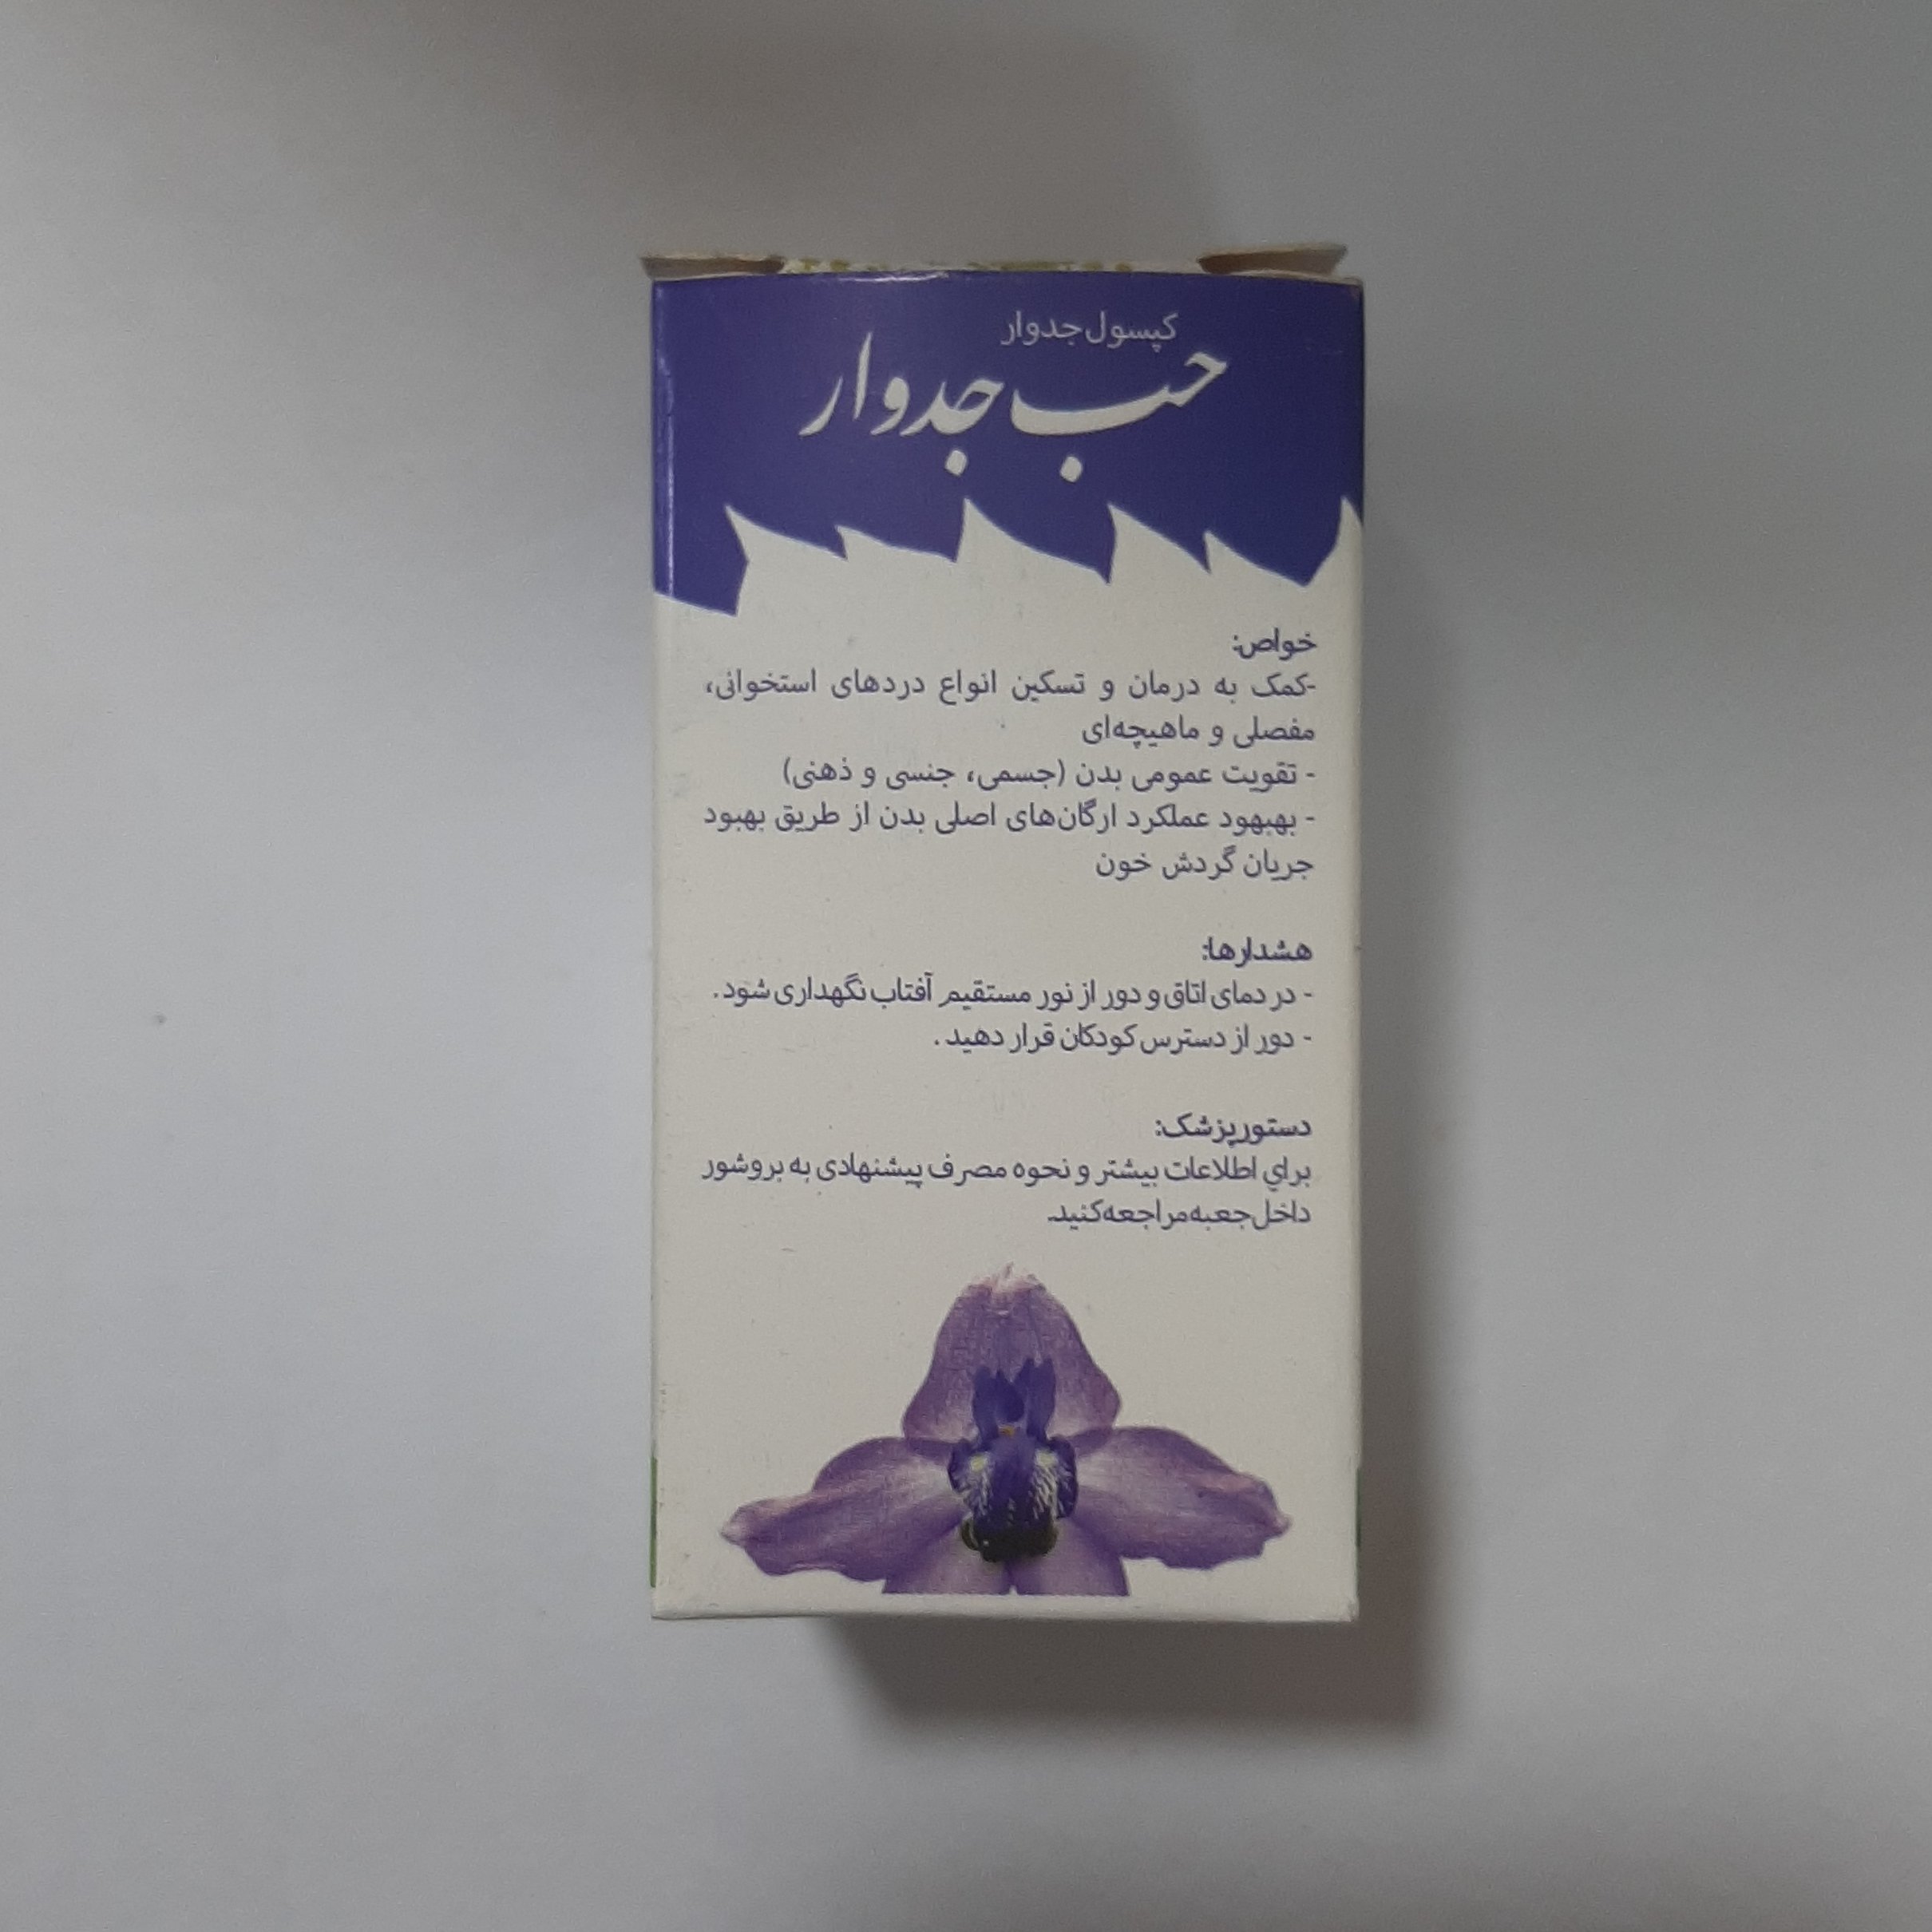 کپسول جدوار
حب جدوار
خواص:
-کمک به درمان و تسکین انواع دردهای استخوانی،
مفصلی و ماهیچه‌ای
- تقویت عمومی بدن (جسمی، جنسی و ذهنی)
- بهبهود عملکرد ارگان‌های اصلی بدن از طریق بهبود
جریان گردش خون
هشدارها:
- در دمای اتاق و دور از نور مستقیم آفتاب نگهداری شود.
- دور از دسترس کودکان قرار دهید.
دستور پزشک:
براي اطلاعات بیشتر و نحوه مصرف پیشنهادی به بروشور
داخل جعبه مراجعه کنید.